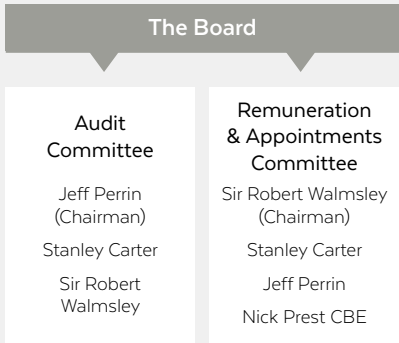 The Board
Audit
Committee
Jeff Perrin
(Chairman)
Stanley Carter
Sir Robert
Walmsley
Remuneration
& Appointments
Committee
Sir Robert Walmsley
(Chairman)
Stanley Carter
Jeff Perrin
Nick Prest CBE